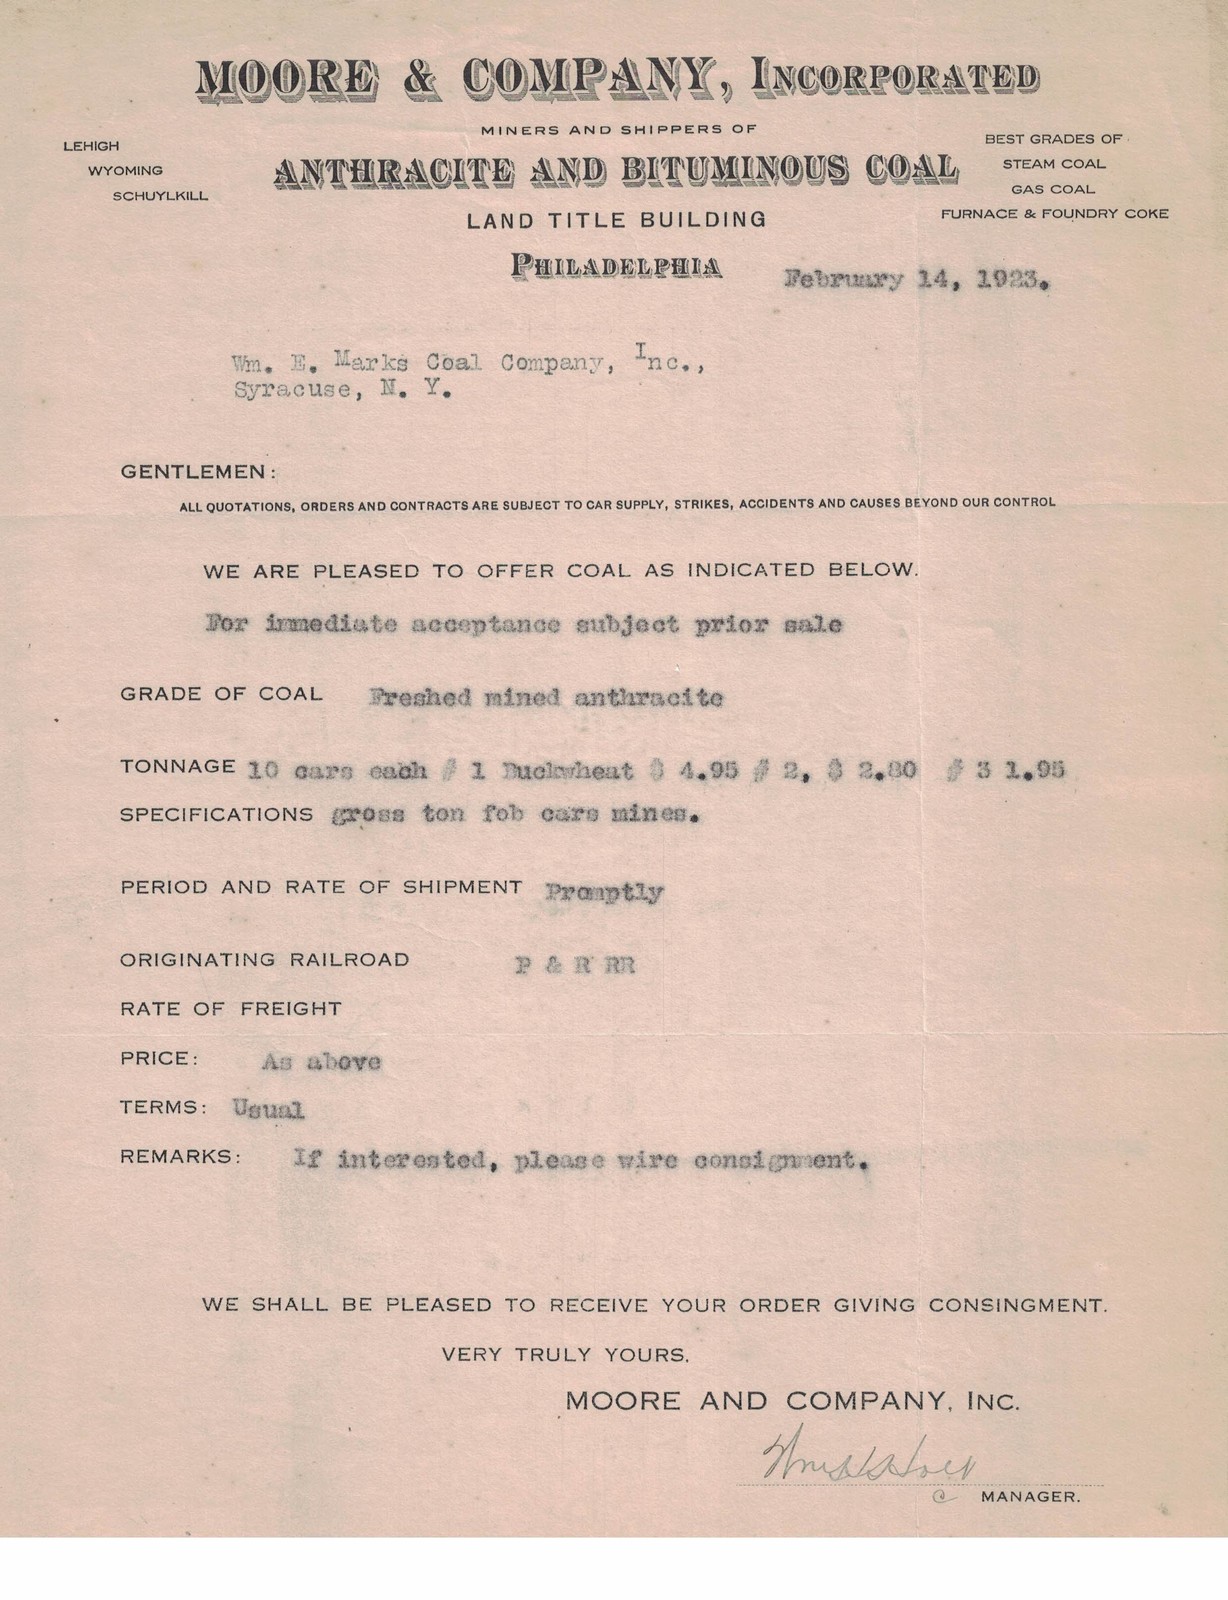 MOORE & COMPANY, INCORPORATED
MINERS AND SHIPPERS OF
ANTHRACITE AND BITUMINOUS COAL
LAND TITLE BUILDING
PHILADELPHIA
LEHIGH
WYOMING
SCHUYLKILL
BEST GRADES OF
STEAM COAL
GAS COAL
FURNACE & FOUNDRY COKE
February 14, 1923.
Wm. E. Marks Coal Company, Inc.,
Syracuse, N. Y.
GENTLEMEN:
ALL QUOTATIONS, ORDERS AND CONTRACTS ARE SUBJECT TO CAR SUPPLY, STRIKES, ACCIDENTS AND CAUSES BEYOND OUR CONTROL
WE ARE PLEASED TO OFFER COAL AS INDICATED BELOW.
For immediate acceptance subject prior sale
GRADE OF COAL Freshed mined anthracite
TONNAGE 10 cars each # 1 Buckwheat $ 4.95 # 2, $ 2.80 # 3 1.95
SPECIFICATIONS gross ton fob cars mines.
PERIOD AND RATE OF SHIPMENT Promptly
ORIGINATING RAILROAD P & R RR
RATE OF FREIGHT
PRICE: As above
TERMS: Usual
REMARKS: If interested, please wire consignment.
WE SHALL BE PLEASED TO RECEIVE YOUR ORDER GIVING CONSINGMENT.
VERY TRULY YOURS.
MOORE AND COMPANY, INC.
MANAGER.